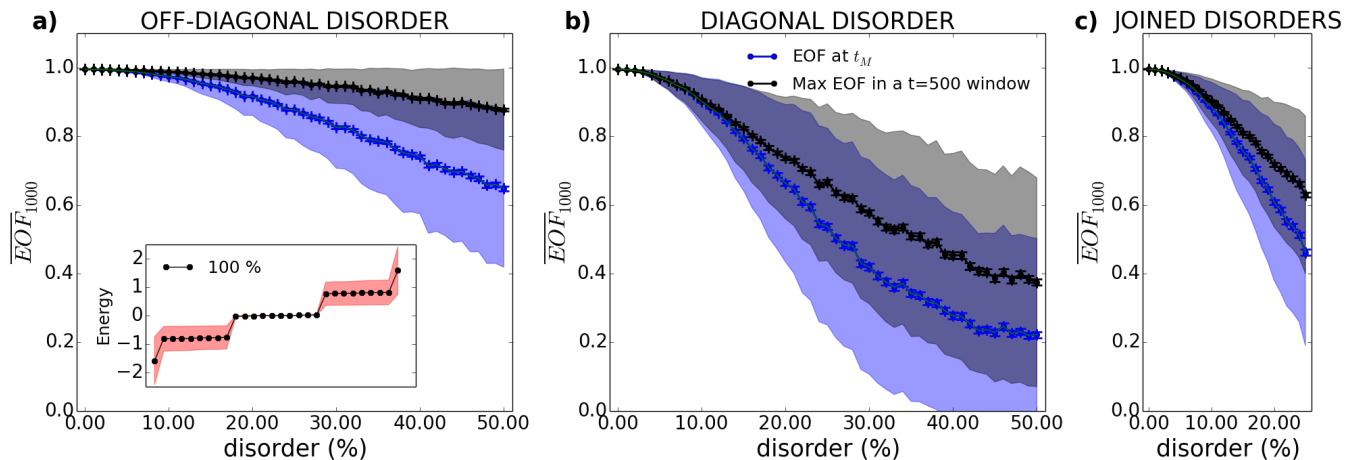 a) OFF-DIAGONAL DISORDER
1.0
0.8
0.6
0.4
0.2
0.0
EOF1000
0.00 10.00 20.00 30.00 40.00 50.00
disorder (%)
2
1
0
−1
−2
Energy
100 %
b) DIAGONAL DISORDER
EOF at tM
Max EOF in a t=500 window
1.0
0.8
0.6
0.4
0.2
0.0
EOF1000
0.00 10.00 20.00 30.00 40.00 50.00
disorder (%)
c) JOINED DISORDERS
1.0
0.8
0.6
0.4
0.2
0.0
EOF1000
0.00 10.00 20.00
disorder (%)